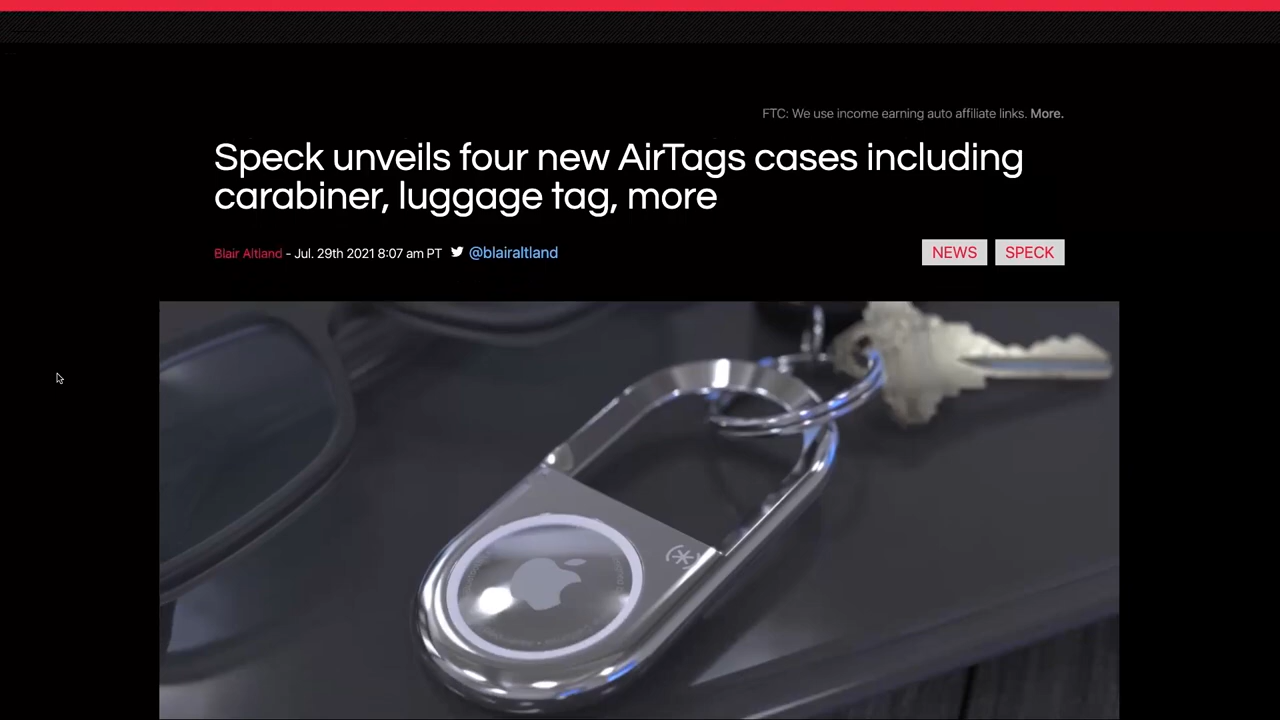 FTC: We use income earning auto affiliate links. More.
Speck unveils four new AirTags cases including
carabiner, luggage tag, more
Blair Altland - Jul. 29th 2021 8:07 am PT @blairaltland
NEWS SPECK